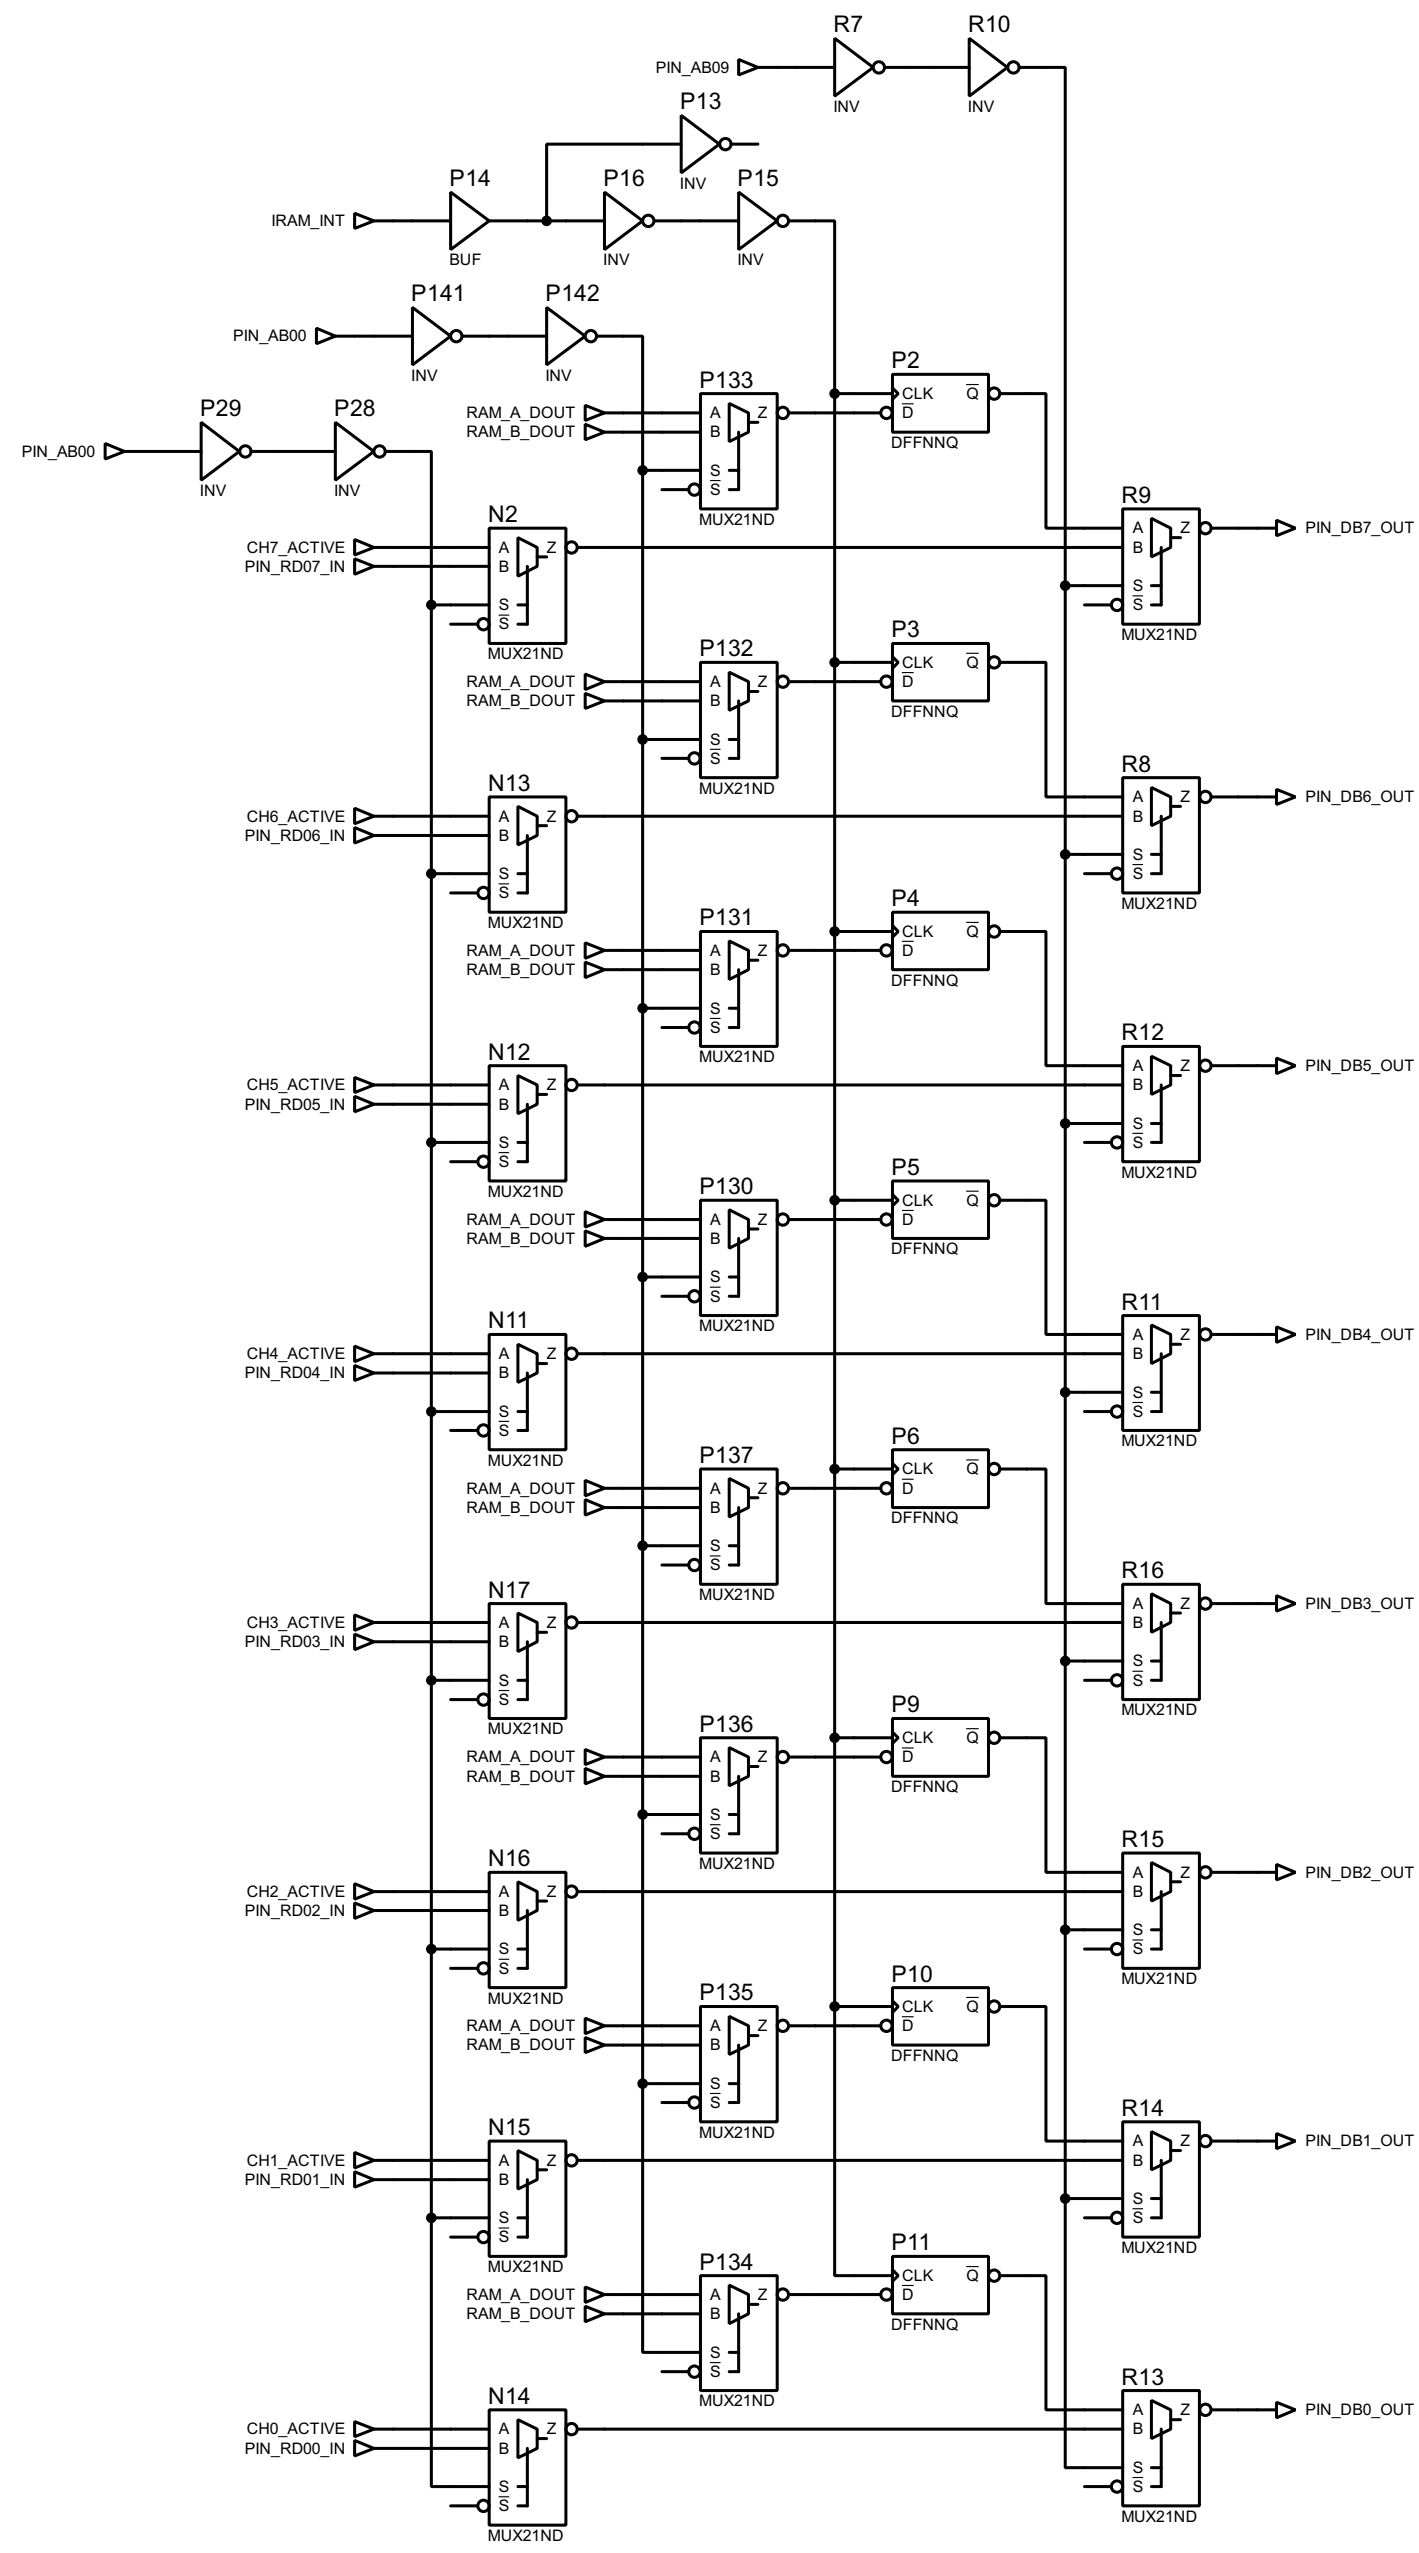 R7
R10
PIN_AB09
INV
INV
P13
INV
P14
P16
P15
IRAM_INT
BUF
INV
INV
P141
P142
PIN_AB00
INV
INV
P29
P28
PIN_AB00
INV
INV
P133
RAM_A_DOUT
RAM_B_DOUT
A
B
Z
S
S
MUX21ND
P2
CLK
D
Q
DFFNNQ
N2
CH7_ACTIVE
PIN_RD07_IN
A
B
Z
S
S
MUX21ND
R9
A
B
Z
S
S
MUX21ND
PIN_DB7_OUT
P132
RAM_A_DOUT
RAM_B_DOUT
A
B
Z
S
S
MUX21ND
P3
CLK
D
Q
DFFNNQ
N13
CH6_ACTIVE
PIN_RD06_IN
A
B
Z
S
S
MUX21ND
R8
A
B
Z
S
S
MUX21ND
PIN_DB6_OUT
P131
RAM_A_DOUT
RAM_B_DOUT
A
B
Z
S
S
MUX21ND
P4
CLK
D
Q
DFFNNQ
N12
CH5_ACTIVE
PIN_RD05_IN
A
B
Z
S
S
MUX21ND
R12
A
B
Z
S
S
MUX21ND
PIN_DB5_OUT
P130
RAM_A_DOUT
RAM_B_DOUT
A
B
Z
S
S
MUX21ND
P5
CLK
D
Q
DFFNNQ
N11
CH4_ACTIVE
PIN_RD04_IN
A
B
Z
S
S
MUX21ND
R11
A
B
Z
S
S
MUX21ND
PIN_DB4_OUT
P137
RAM_A_DOUT
RAM_B_DOUT
A
B
Z
S
S
MUX21ND
P6
CLK
D
Q
DFFNNQ
N17
CH3_ACTIVE
PIN_RD03_IN
A
B
Z
S
S
MUX21ND
R16
A
B
Z
S
S
MUX21ND
PIN_DB3_OUT
P136
RAM_A_DOUT
RAM_B_DOUT
A
B
Z
S
S
MUX21ND
P9
CLK
D
Q
DFFNNQ
N16
CH2_ACTIVE
PIN_RD02_IN
A
B
Z
S
S
MUX21ND
R15
A
B
Z
S
S
MUX21ND
PIN_DB2_OUT
P135
RAM_A_DOUT
RAM_B_DOUT
A
B
Z
S
S
MUX21ND
P10
CLK
D
Q
DFFNNQ
N15
CH1_ACTIVE
PIN_RD01_IN
A
B
Z
S
S
MUX21ND
R14
A
B
Z
S
S
MUX21ND
PIN_DB1_OUT
P134
RAM_A_DOUT
RAM_B_DOUT
A
B
Z
S
S
MUX21ND
P11
CLK
D
Q
DFFNNQ
N14
CH0_ACTIVE
PIN_RD00_IN
A
B
Z
S
S
MUX21ND
R13
A
B
Z
S
S
MUX21ND
PIN_DB0_OUT